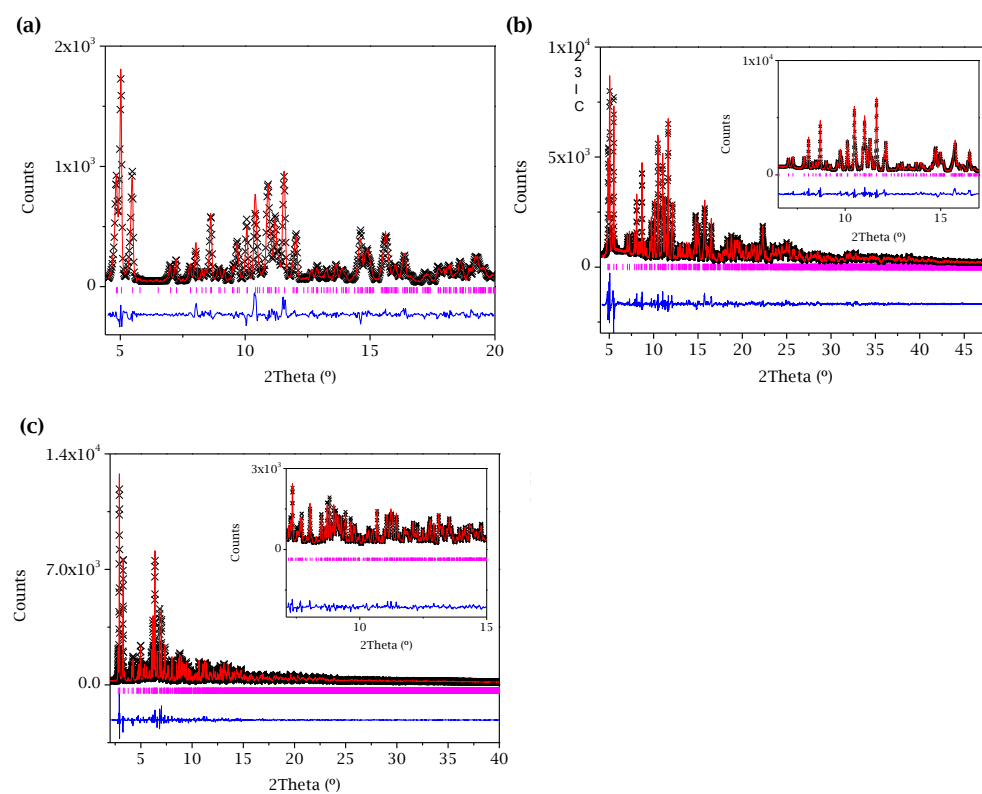 (a)
2x10³
1x10³
0
Counts
5
10
15
20
2Theta (º)
(b)
1x10⁴
5x10³
0
Counts
2
3
I
C
1x10⁴
0
Counts
10
15
2Theta (º)
5
10
15
20
25
30
35
40
45
2Theta (º)
(c)
1.4x10⁴
7.0x10³
0.0
Counts
3x10³
0
Counts
10
15
2Theta (º)
5
10
15
20
25
30
35
40
2Theta (º)